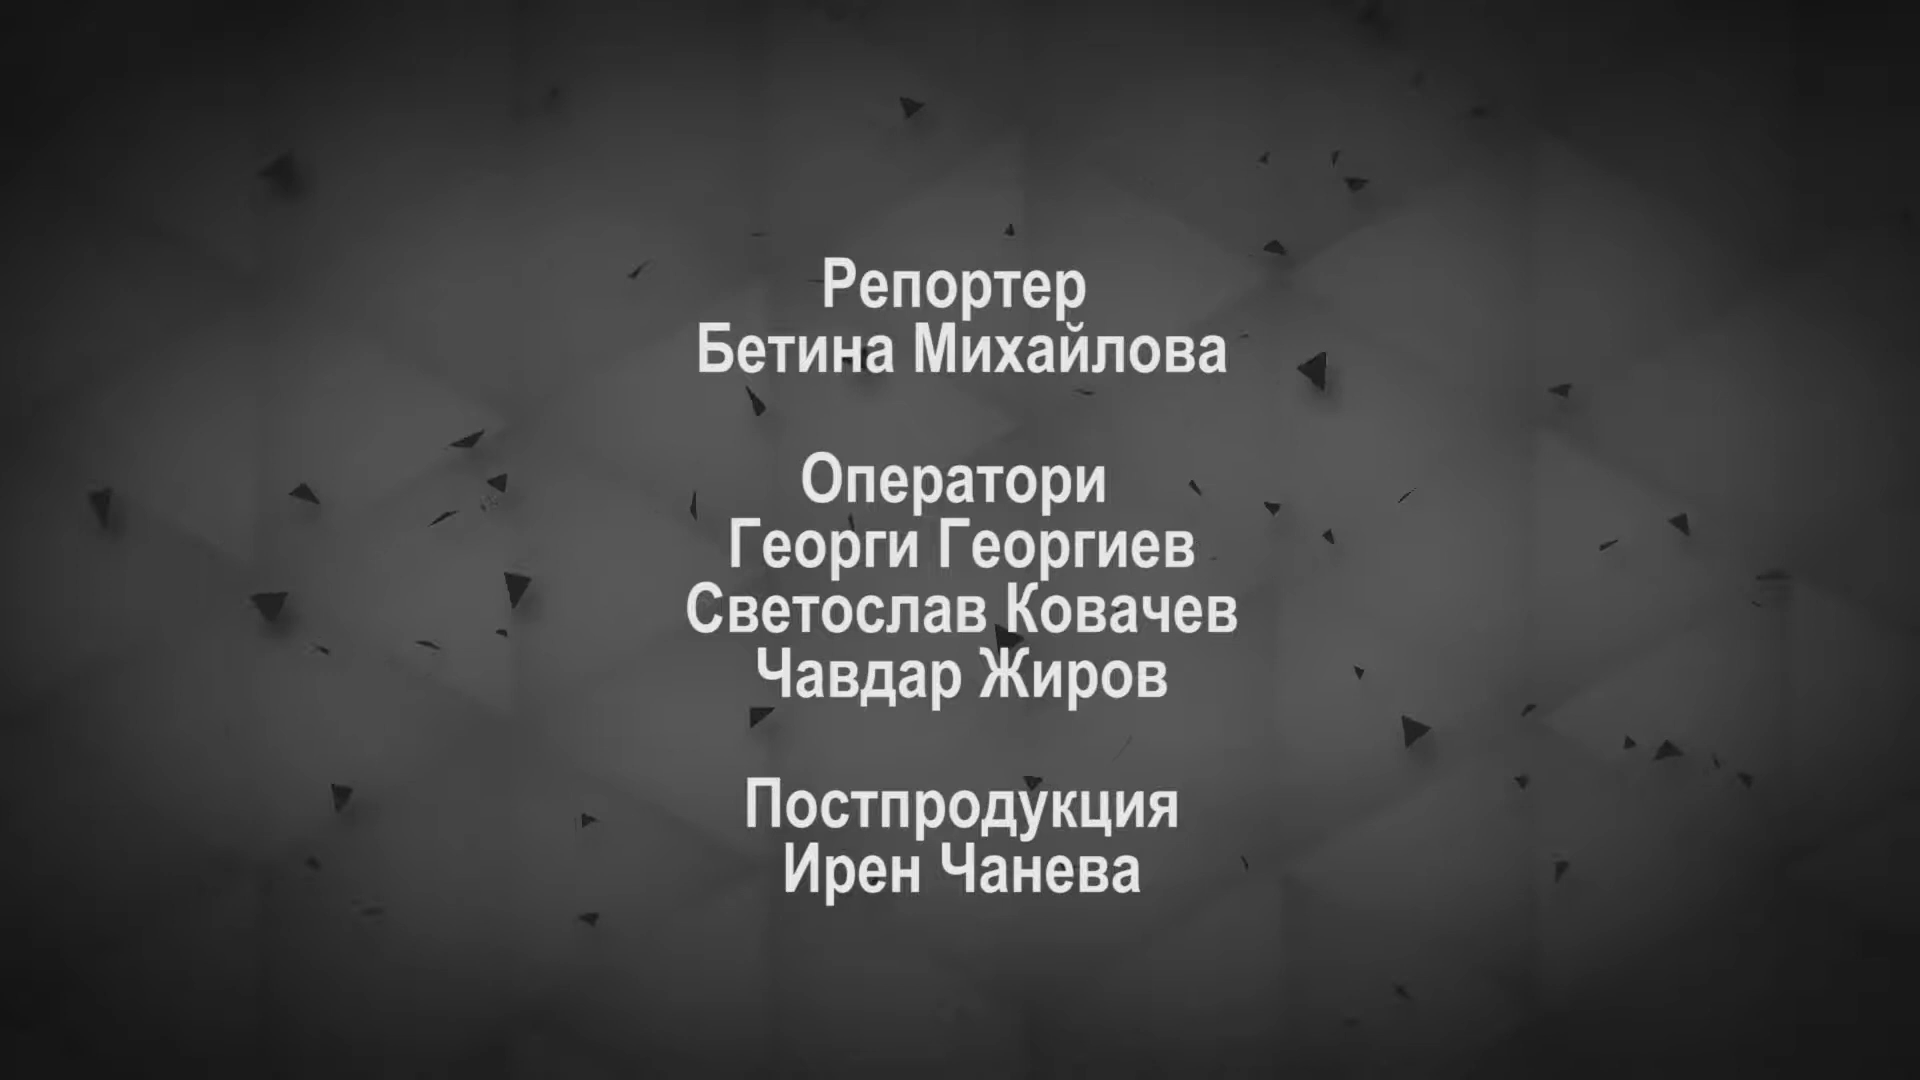 Репортер
Бетина Михайлова
Оператори
Георги Георгиев
Светослав Ковачев
Чавдар Жиров
Постпродукция
Ирен Чанева